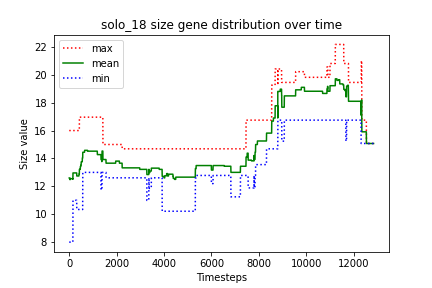 solo_18 size gene distribution over time
max
mean
min
Size value
22
20
18
16
14
12
10
8
0 2000 4000 6000 8000 10000 12000
Timesteps